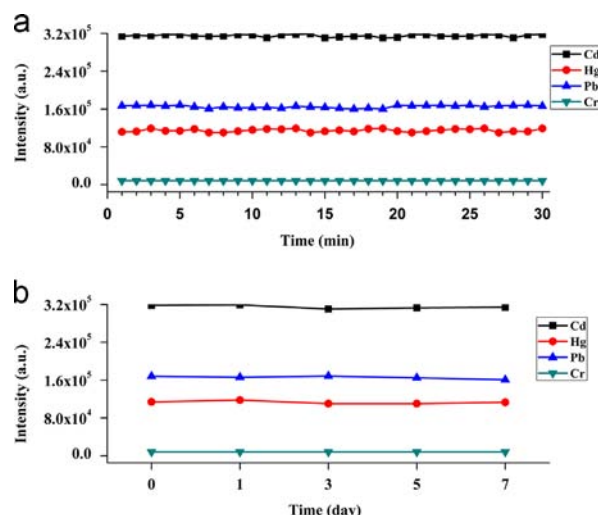 a
3.2x10⁵
2.4x10⁵
1.6x10⁵
8.0x10⁴
0.0
Intensity (a.u.)
0 5 10 15 20 25 30
Time (min)
Cd
Hg
Pb
Cr
b
3.2x10⁵
2.4x10⁵
1.6x10⁵
8.0x10⁴
0.0
Intensity (a.u.)
0 1 3 5 7
Time (day)
Cd
Hg
Pb
Cr